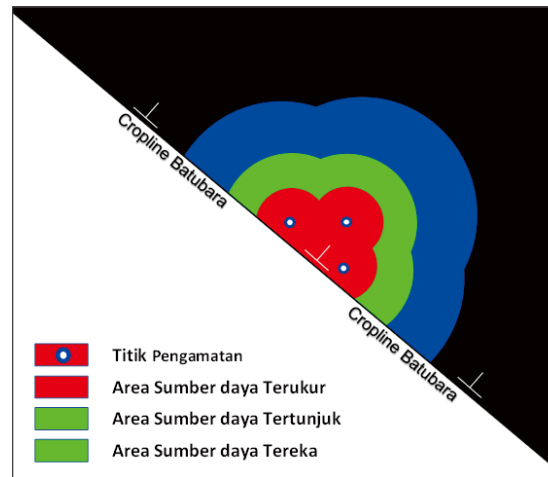 Cropline Batubara
Cropline Batubara
Titik Pengamatan
Area Sumber daya Terukur
Area Sumber daya Tertunjuk
Area Sumber daya Tereka